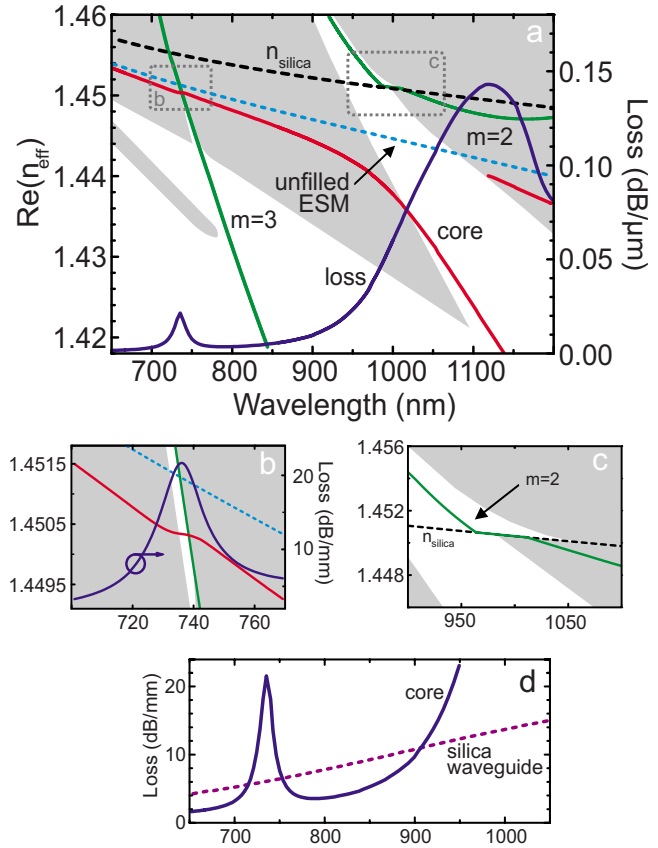 a
1.46
1.45
1.44
1.43
1.42
Re(n_eff)
n_silica
c
b
m=2
unfilled
ESM
m=3
core
loss
0.15
0.10
0.05
0.00
Loss (dB/μm)
700 800 900 1000 1100
Wavelength (nm)
b
1.4515
1.4505
1.4495
20
10
0
Loss (dB/mm)
720 740 760
c
1.456
1.452
1.448
m=2
n_silica
950 1050
d
Loss (dB/mm)
20
10
0
core
silica
waveguide
700 800 900 1000